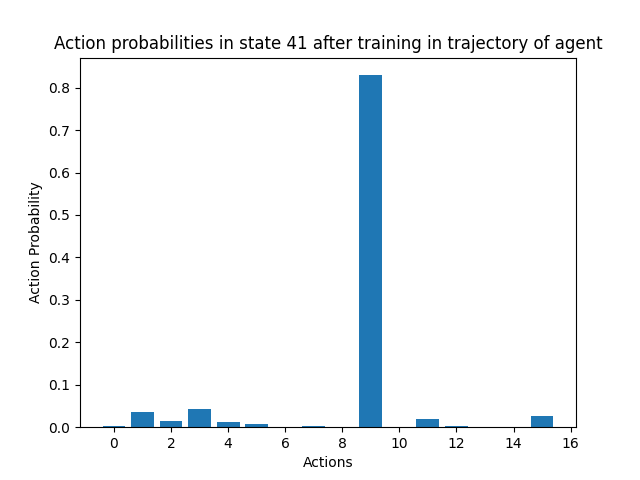 Action probabilities in state 41 after training in trajectory of agent
0.8
0.7
0.6
0.5
0.4
0.3
0.2
0.1
0.0
Action Probability
0 2 4 6 8 10 12 14 16
Actions